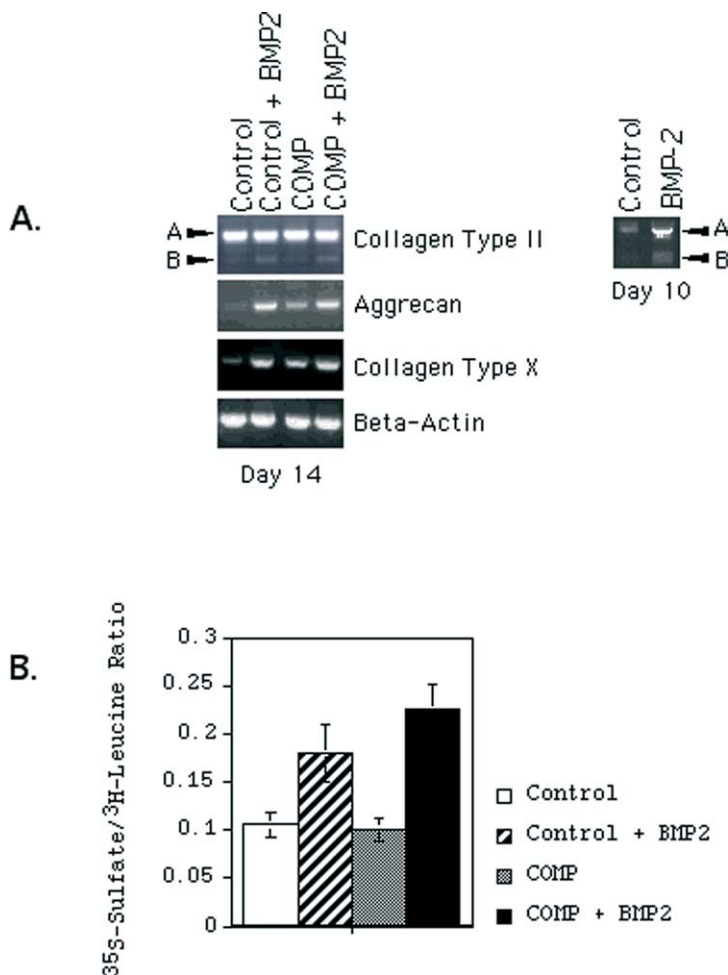 A.
Control
Control + BMP2
COMP
COMP + BMP2
A
B
Collagen Type II
Aggrecan
Collagen Type X
Beta-Actin
Day 14
Control
BMP-2
A
B
Day 10
B.
35S-Sulfate/3H-Leucine Ratio
0.3
0.25
0.2
0.15
0.1
0.05
0
Control
Control + BMP2
COMP
COMP + BMP2